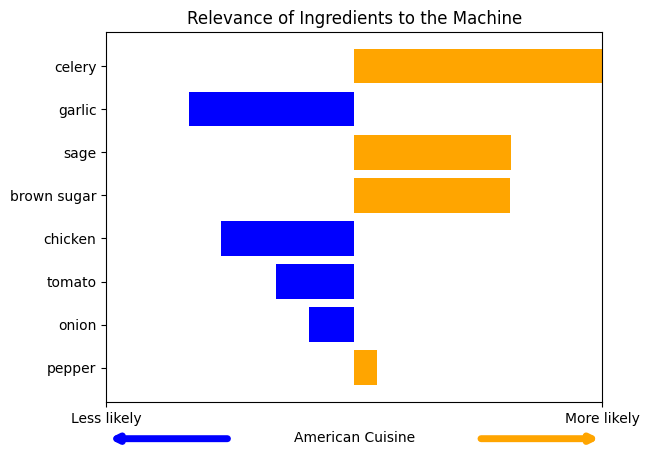 Relevance of Ingredients to the Machine
celery
garlic
sage
brown sugar
chicken
tomato
onion
pepper
Less likely
More likely
American Cuisine